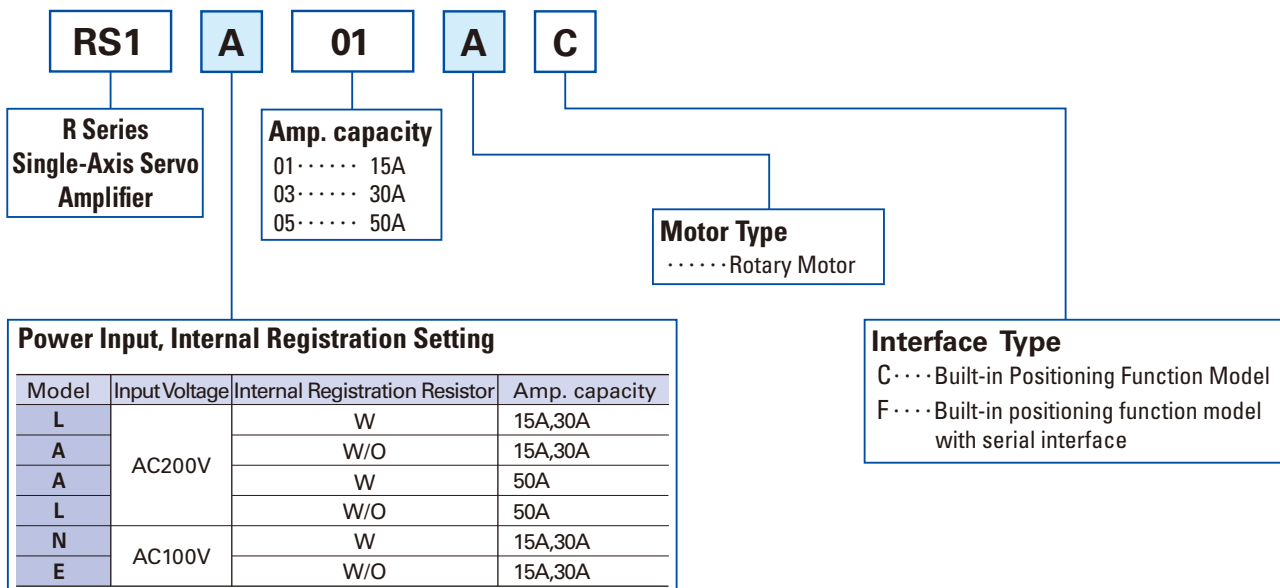 RS1 A 01 A C
R Series
Single-Axis Servo
Amplifier
Amp. capacity
01······ 15A
03······ 30A
05······ 50A
Motor Type
······Rotary Motor
Power Input, Internal Registration Setting
Model Input Voltage Internal Registration Resistor Amp. capacity
L AC200V W 15A,30A
A W/O 15A,30A
A W 50A
L W/O 50A
N AC100V W 15A,30A
E W/O 15A,30A
Interface Type
C····Built-in Positioning Function Model
F····Built-in positioning function model
with serial interface